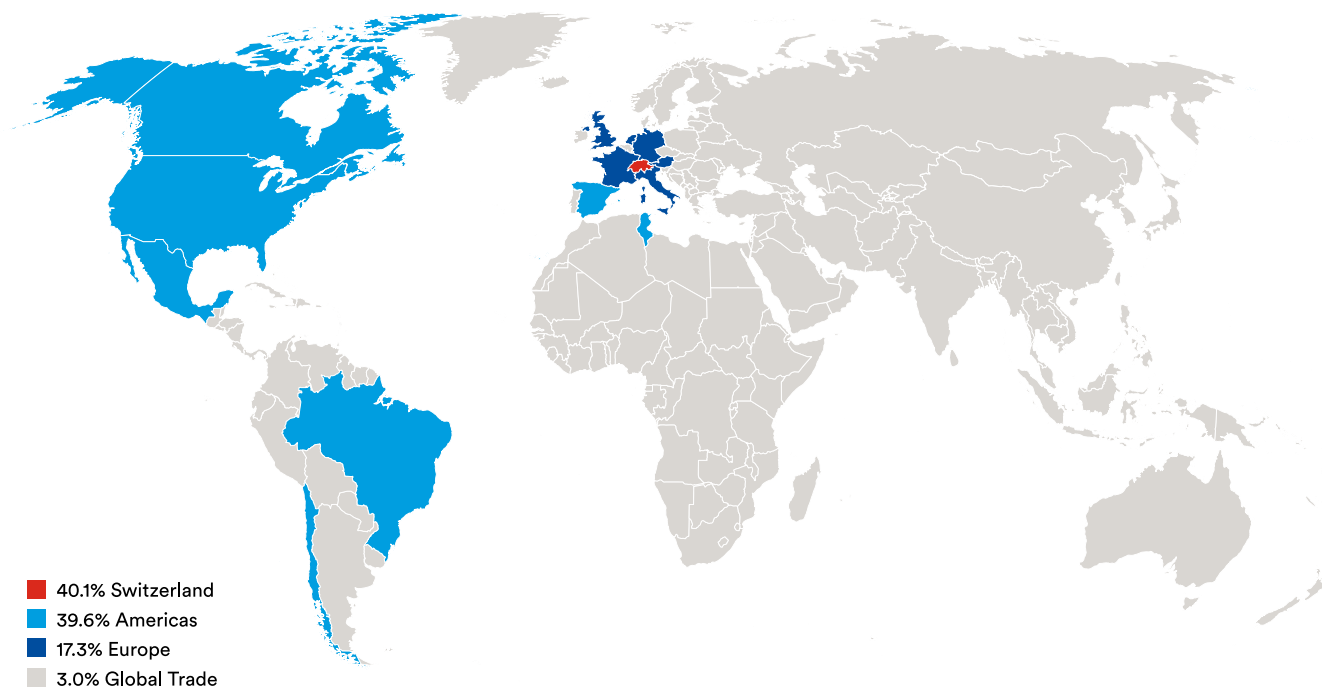 40.1% Switzerland
39.6% Americas
17.3% Europe
3.0% Global Trade